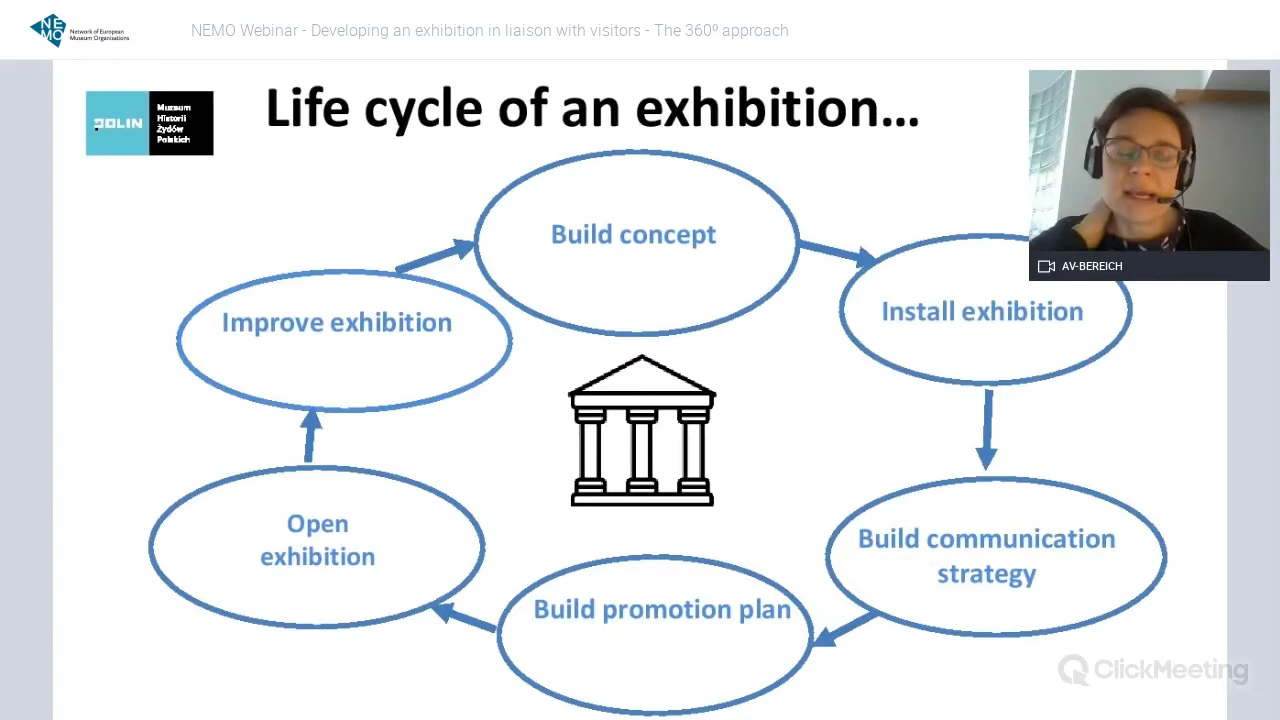 NEMO
Network of European
Museum Organisations
NEMO Webinar - Developing an exhibition in liaison with visitors - The 360º approach
POLIN
Muzeum
Historii
Żydów
Polskich
Life cycle of an exhibition...
AV-BEREICH
Build concept
Install exhibition
Improve exhibition
Open
exhibition
Build communication
strategy
Build promotion plan
ClickMeeting